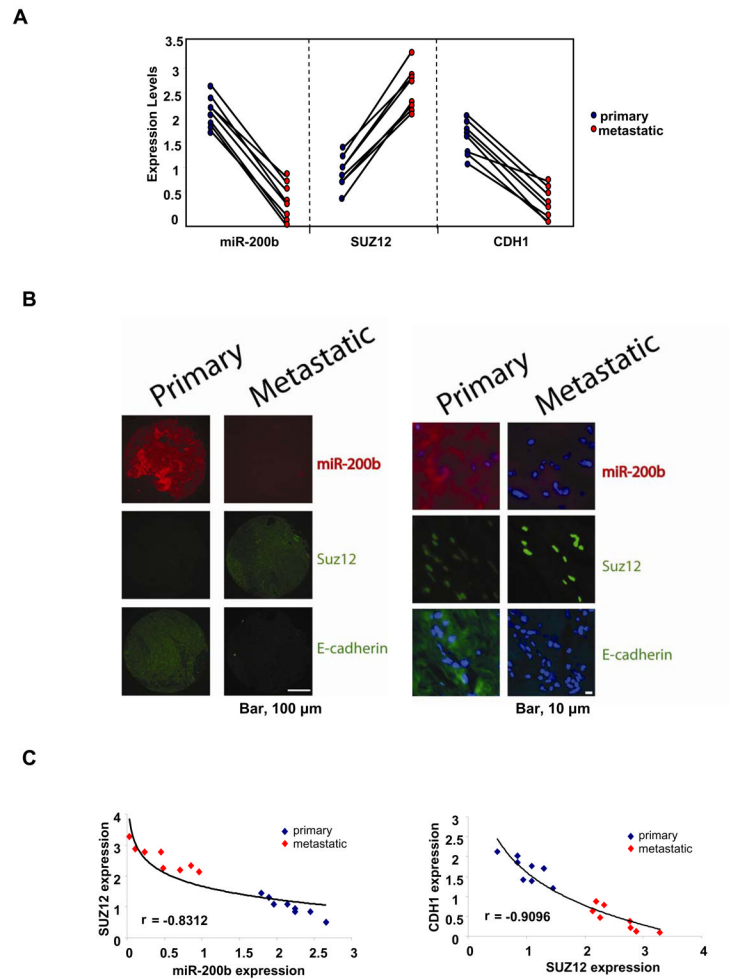 A
Expression Levels
3.5
3
2.5
2
1.5
1
0.5
0
primary
metastatic
miR-200b SUZ12 CDH1
B
Primary Metastatic
miR-200b
Suz12
E-cadherin
Bar, 100 µm
Primary Metastatic
miR-200b
Suz12
E-cadherin
Bar, 10 µm
C
SUZ12 expression
4
3
2
1
0
primary
metastatic
r = -0.8312
0 0.5 1 1.5 2 2.5 3
miR-200b expression
CDH1 expression
3
2.5
2
1.5
1
0.5
0
primary
metastatic
r = -0.9096
0 1 2 3 4
SUZ12 expression